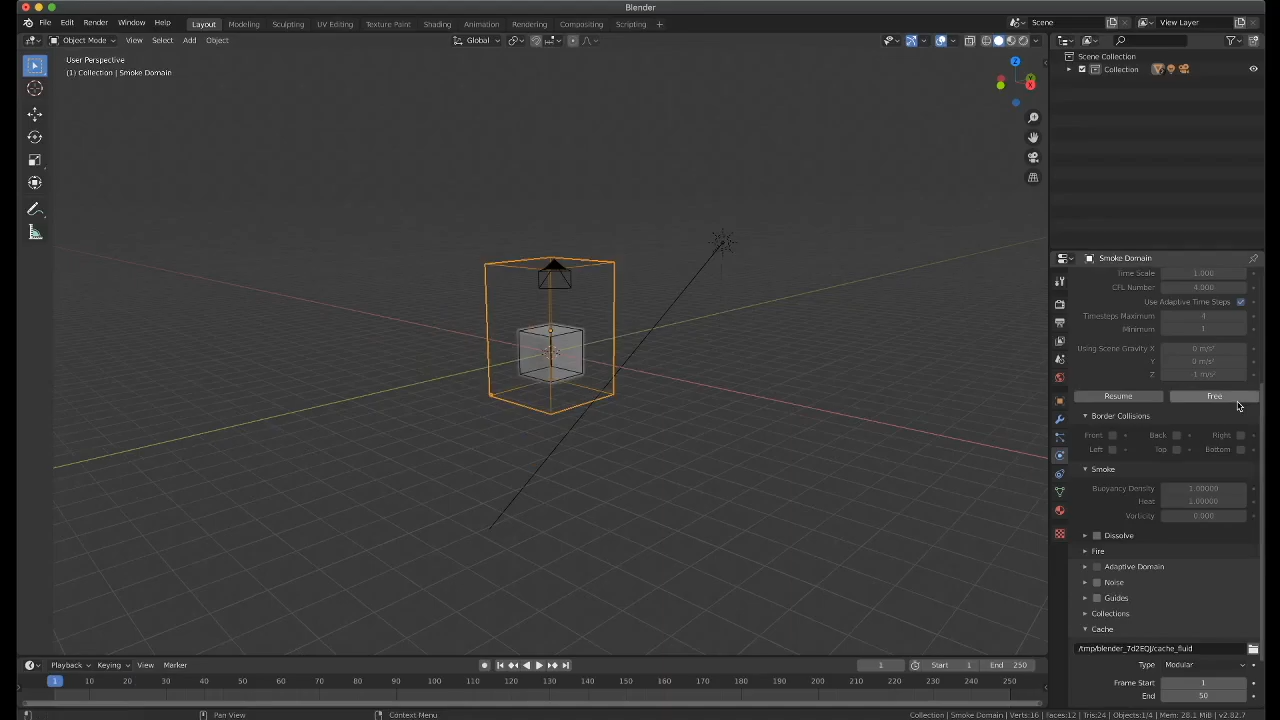 Blender
File Edit Render Window Help
Layout Modeling Sculpting UV Editing Texture Paint Shading Animation Rendering Compositing Scripting +
Scene
View Layer
Object Mode View Select Add Object
Global
User Perspective
(1) Collection | Smoke Domain
Z
Y
X
Scene Collection
Collection
Smoke Domain
Time Scale 1.000
CFL Number 4.000
Use Adaptive Time Steps
Timesteps Maximum 4
Minimum 1
Using Scene Gravity X 0 m/s²
Y 0 m/s²
Z -1 m/s²
Resume Free
Border Collisions
Front Back Right
Left Top Bottom
Smoke
Buoyancy Density 1.00000
Heat 1.00000
Vorticity 0.000
Dissolve
Fire
Adaptive Domain
Noise
Guides
Collections
Cache
/tmp/blender_7d2EQJ/cache_fluid
Type Modular
Frame Start 1
End 50
Playback Keying View Marker
1 Start 1 End 250
1 10 20 30 40 50 60 70 80 90 100 110 120 130 140 150 160 170 180 190 200 210 220 230 240 250
Pan View
Context Menu
Collection | Smoke Domain | Verts:16 | Faces:12 | Tris:24 | Objects:1/4 | Mem: 28.1 MiB | v2.82.7